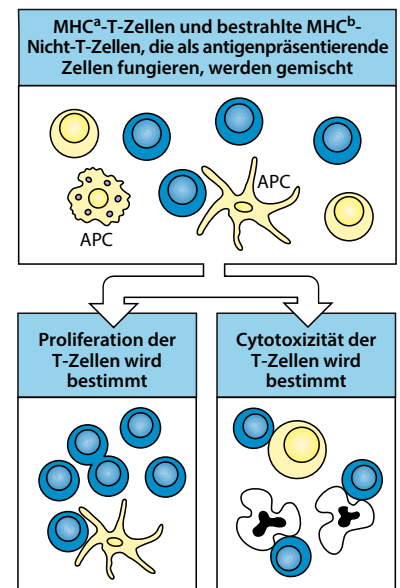 MHCᵃ-T-Zellen und bestrahlte MHCᵇ-
Nicht-T-Zellen, die als antigenpräsentierende
Zellen fungieren, werden gemischt
APC
APC
Proliferation der
T-Zellen wird
bestimmt
Cytotoxizität der
T-Zellen wird
bestimmt